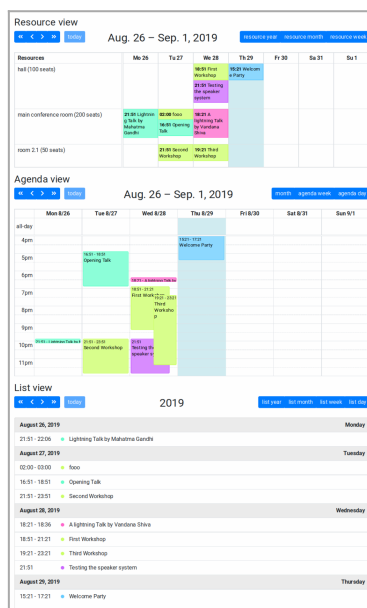 Resource view
today
Aug. 26 – Sep. 1, 2019
resource year resource month resource week
Resources Mo 26 Tu 27 We 28 Th 29 Fr 30 Sa 31 Su 1
hall (100 seats)
18:51 First
Workshop
21:51 Testing
the speaker
system
15:21 Welcom
e Party
main conference room (200 seats)
21:51 Lightnin
g Talk by
Mahatma
Gandhi
02:00 fooo
16:51 Opening
Talk
18:21 A
lightning Talk
by Vandana
Shiva
room 2.1 (50 seats)
21:51 Second
Workshop
19:21 Third
Workshop
Agenda view
today
Aug. 26 – Sep. 1, 2019
month agenda week agenda day
Mon 8/26 Tue 8/27 Wed 8/28 Thu 8/29 Fri 8/30 Sat 8/31 Sun 9/1
all-day
4pm
15:21 - 17:21
Welcome Party
5pm
16:51 - 18:51
Opening Talk
6pm
7pm
18:51 - 21:21
First Workshop
19:21 - 23:21
Third
Worksho
p
8pm
9pm
10pm
21:51 - 23:51
Second Workshop
21:51
Testing th
speaker s
11pm
List view
today
2019
list year list month list week list day
August 26, 2019 Monday
21:51 - 22:06 Lightning Talk by Mahatma Gandhi
August 27, 2019 Tuesday
02:00 - 03:00 fooo
16:51 - 18:51 Opening Talk
21:51 - 23:51 Second Workshop
August 28, 2019 Wednesday
18:21 - 18:36 A lightning Talk by Vandana Shiva
18:51 - 21:21 First Workshop
19:21 - 23:21 Third Workshop
21:51 Testing the speaker system
August 29, 2019 Thursday
15:21 - 17:21 Welcome Party